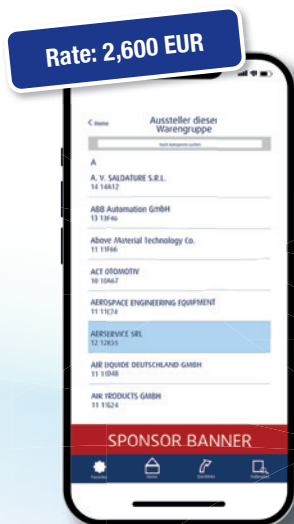 Rate: 2,600 EUR
Home
Aussteller dieser
Warengruppe
A
A. V. SALDATURE S.R.L.
14 14A12
ABB Automation GmbH
13 13F46
Above Material Technology Co.
11 11F66
ACT OTOMOTIV
10 10A67
AEROSPACE ENGINEERING EQUIPMENT
11 11C74
AERSERVICE SRL
12 12B55
AIR LIQUIDE DEUTSCHLAND GMBH
11 11D48
AIR PRODUCTS GMBH
11 11G24
SPONSOR BANNER
Home